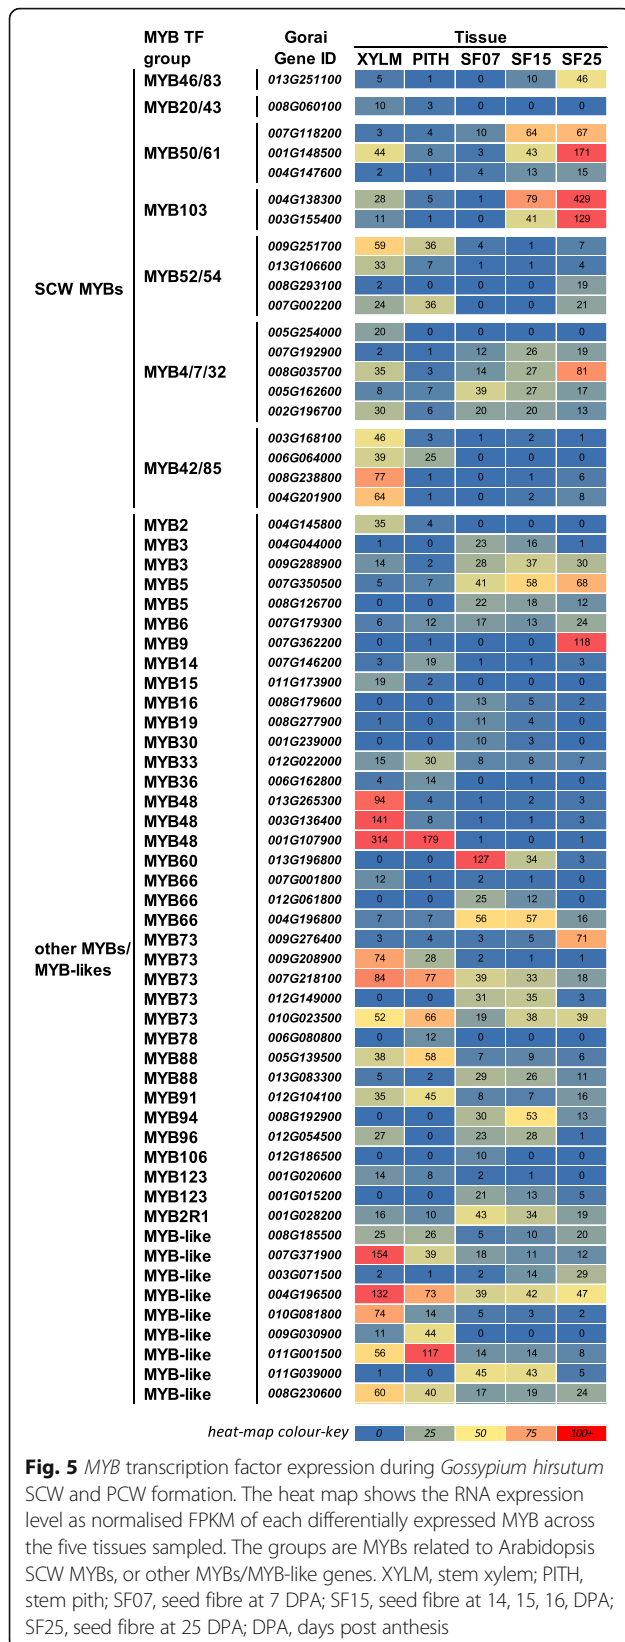 MYB TF Gorai Tissue
group Gene ID XYLM PITH SF07 SF15 SF25
MYB46/83 013G251100 5 1 0 10 46
MYB20/43 008G060100 10 3 0 0 0
007G118200 3 4 10 64 67
MYB50/61 001G148500 44 8 3 43 171
004G147600 2 1 4 13 15
MYB103 004G138300 28 5 1 79 429
003G155400 11 1 0 41 129
009G251700 59 36 4 1 7
MYB52/54 013G106600 33 7 1 1 4
SCW MYBs 008G293100 2 0 0 0 19
007G002200 24 36 0 0 21
005G254000 20 0 0 0 0
007G192900 2 1 12 26 19
MYB4/7/32 008G035700 35 3 14 27 81
005G162600 8 7 39 27 17
002G196700 30 6 20 20 13
003G168100 46 3 1 2 1
MYB42/85 006G064000 39 25 0 0 0
008G238800 77 1 0 1 6
004G201900 64 1 0 2 8
MYB2 004G145800 35 4 0 0 0
MYB3 004G044000 1 0 23 16 1
MYB3 009G288900 14 2 28 37 30
MYB5 007G350500 5 7 41 58 68
MYB5 008G126700 0 0 22 18 12
MYB6 007G179300 6 12 17 13 24
MYB9 007G362200 0 1 0 0 118
MYB14 007G146200 3 19 1 1 3
MYB15 011G173900 19 2 0 0 0
MYB16 008G179600 0 0 13 5 2
MYB19 008G277900 1 0 11 4 0
MYB30 001G239000 0 0 10 3 0
MYB33 012G022000 15 30 8 8 7
MYB36 006G162800 4 14 0 1 0
MYB48 013G265300 94 4 1 2 3
MYB48 003G136400 141 8 1 1 3
MYB48 001G107900 314 179 1 0 1
MYB60 013G196800 0 0 127 34 3
MYB66 007G001800 12 1 2 1 0
MYB66 012G061800 0 0 25 12 0
MYB66 004G196800 7 7 56 57 16
other MYBs/ MYB73 009G276400 3 4 3 5 71
MYB-likes MYB73 009G208900 74 28 2 1 1
MYB73 007G218100 84 77 39 33 18
MYB73 012G149000 0 0 31 35 3
MYB73 010G023500 52 66 19 38 39
MYB78 006G080800 0 12 0 0 0
MYB88 005G139500 38 58 7 9 6
MYB88 013G083300 5 2 29 26 11
MYB91 012G104100 35 45 8 7 16
MYB94 008G192900 0 0 30 53 13
MYB96 012G054500 27 0 23 28 1
MYB106 012G186500 0 0 10 0 0
MYB123 001G020600 14 8 2 1 0
MYB123 001G015200 0 0 21 13 5
MYB2R1 001G028200 16 10 43 34 19
MYB-like 008G185500 25 26 5 10 20
MYB-like 007G371900 154 39 18 11 12
MYB-like 003G071500 2 1 2 14 29
MYB-like 004G196500 132 73 39 42 47
MYB-like 010G081800 74 14 5 3 2
MYB-like 009G030900 11 44 0 0 0
MYB-like 011G001500 56 117 14 14 8
MYB-like 011G039000 1 0 45 43 5
MYB-like 008G230600 60 40 17 19 24
heat-map colour-key 0 25 50 75 100+
Fig. 5 MYB transcription factor expression during Gossypium hirsutum
SCW and PCW formation. The heat map shows the RNA expression
level as normalised FPKM of each differentially expressed MYB across
the five tissues sampled. The groups are MYBs related to Arabidopsis
SCW MYBs, or other MYBs/MYB-like genes. XYLM, stem xylem; PITH,
stem pith; SF07, seed fibre at 7 DPA; SF15, seed fibre at 14, 15, 16, DPA;
SF25, seed fibre at 25 DPA; DPA, days post anthesis